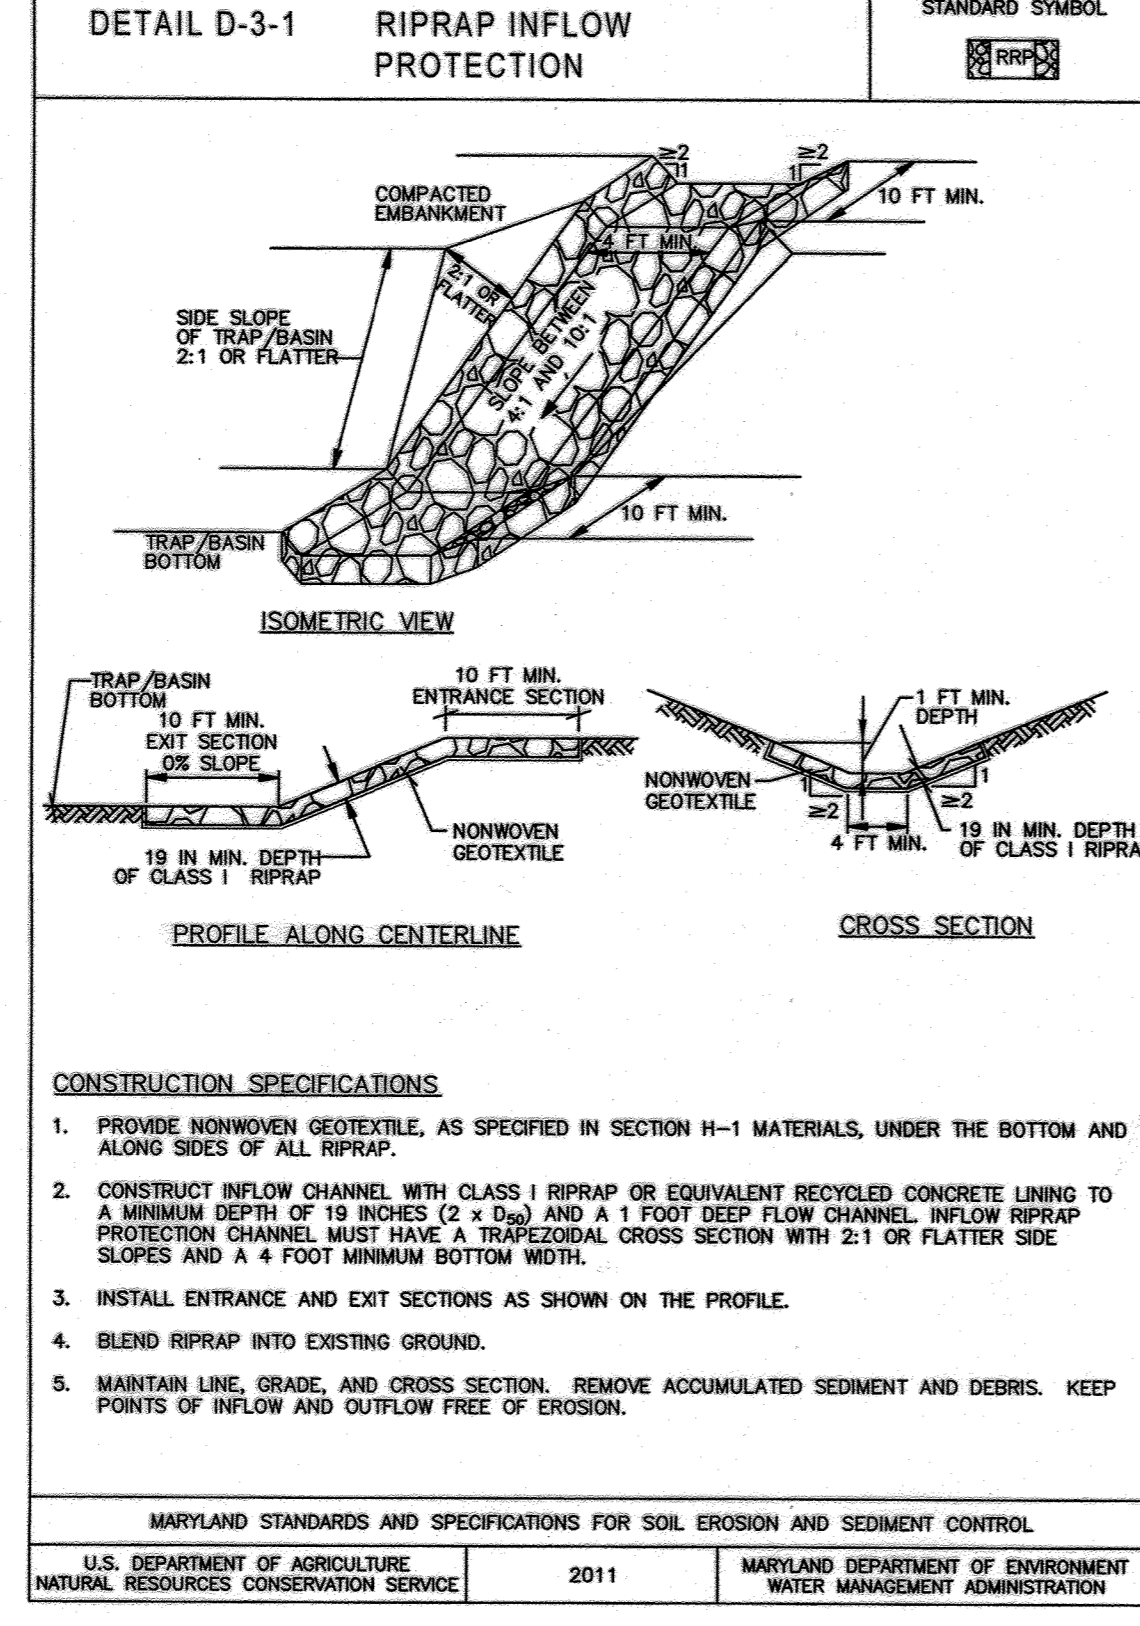 DETAIL D-3-1
RIPRAP INFLOW
PROTECTION
STANDARD SYMBOL
RRP
≥2
1
≥2
1
10 FT MIN.
COMPACTED
EMBANKMENT
4 FT MIN.
2:1 OR
FLATTER
SLOPE BETWEEN
4:1 AND 10:1
SIDE SLOPE
OF TRAP/BASIN
2:1 OR FLATTER
10 FT MIN.
TRAP/BASIN
BOTTOM
ISOMETRIC VIEW
TRAP/BASIN
BOTTOM
10 FT MIN.
EXIT SECTION
0% SLOPE
10 FT MIN.
ENTRANCE SECTION
NONWOVEN
GEOTEXTILE
19 IN MIN. DEPTH
OF CLASS I RIPRAP
PROFILE ALONG CENTERLINE
1 FT MIN.
DEPTH
NONWOVEN
GEOTEXTILE
1
≥2
1
≥2
4 FT MIN.
19 IN MIN. DEPTH
OF CLASS I RIPRA
CROSS SECTION
CONSTRUCTION SPECIFICATIONS
1. PROVIDE NONWOVEN GEOTEXTILE, AS SPECIFIED IN SECTION H-1 MATERIALS, UNDER THE BOTTOM AND
ALONG SIDES OF ALL RIPRAP.
2. CONSTRUCT INFLOW CHANNEL WITH CLASS I RIPRAP OR EQUIVALENT RECYCLED CONCRETE LINING TO
A MINIMUM DEPTH OF 19 INCHES (2 x D50) AND A 1 FOOT DEEP FLOW CHANNEL. INFLOW RIPRAP
PROTECTION CHANNEL MUST HAVE A TRAPEZOIDAL CROSS SECTION WITH 2:1 OR FLATTER SIDE
SLOPES AND A 4 FOOT MINIMUM BOTTOM WIDTH.
3. INSTALL ENTRANCE AND EXIT SECTIONS AS SHOWN ON THE PROFILE.
4. BLEND RIPRAP INTO EXISTING GROUND.
5. MAINTAIN LINE, GRADE, AND CROSS SECTION. REMOVE ACCUMULATED SEDIMENT AND DEBRIS. KEEP
POINTS OF INFLOW AND OUTFLOW FREE OF EROSION.
MARYLAND STANDARDS AND SPECIFICATIONS FOR SOIL EROSION AND SEDIMENT CONTROL
U.S. DEPARTMENT OF AGRICULTURE
NATURAL RESOURCES CONSERVATION SERVICE
2011
MARYLAND DEPARTMENT OF ENVIRONMENT
WATER MANAGEMENT ADMINISTRATION